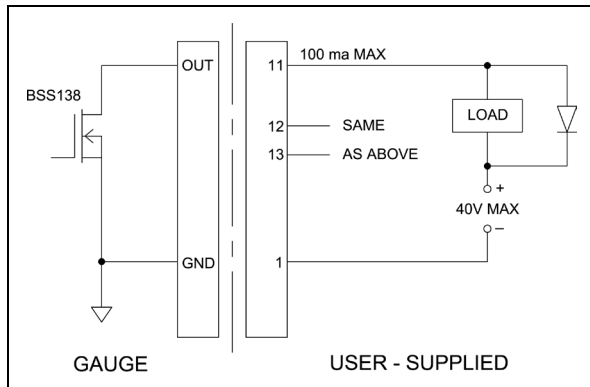 OUT
11
100 ma MAX
BSS138
LOAD
12
SAME
13
AS ABOVE
+
40V MAX
–
GND
1
GAUGE
USER - SUPPLIED